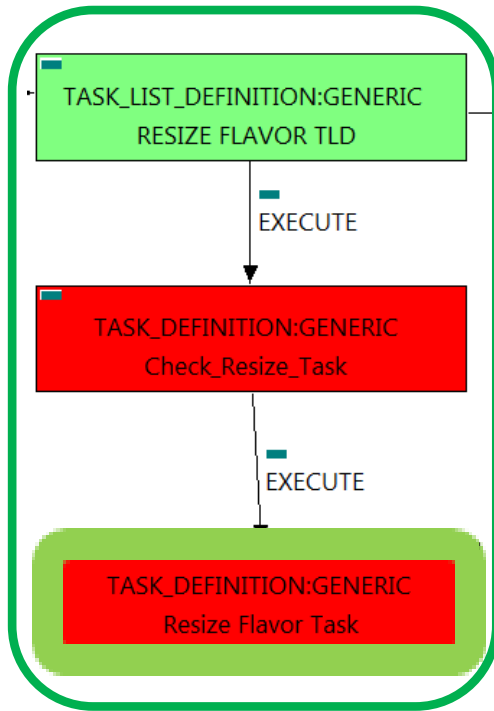 TASK_LIST_DEFINITION:GENERIC
RESIZE FLAVOR TLD
EXECUTE
TASK_DEFINITION:GENERIC
Check_Resize_Task
EXECUTE
TASK_DEFINITION:GENERIC
Resize Flavor Task